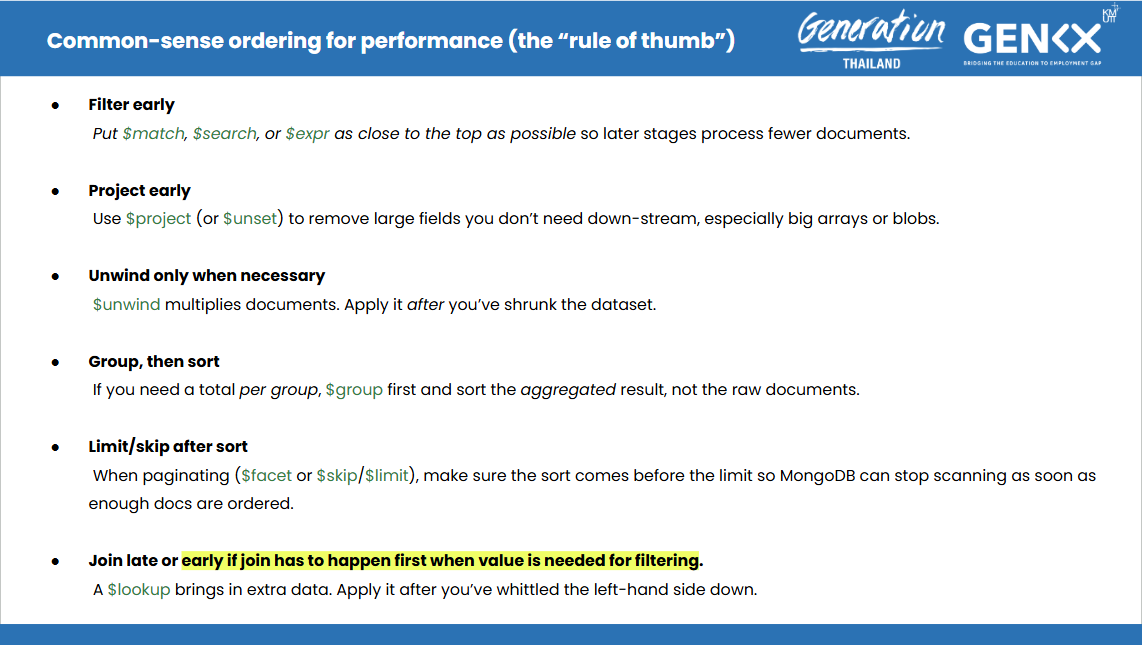 Common-sense ordering for performance (the “rule of thumb”)
Generation
THAILAND
GEN<X
KM
UTT
BRIDGING THE EDUCATION TO EMPLOYMENT GAP
● Filter early
Put $match, $search, or $expr as close to the top as possible so later stages process fewer documents.
● Project early
Use $project (or $unset) to remove large fields you don’t need down-stream, especially big arrays or blobs.
● Unwind only when necessary
$unwind multiplies documents. Apply it after you’ve shrunk the dataset.
● Group, then sort
If you need a total per group, $group first and sort the aggregated result, not the raw documents.
● Limit/skip after sort
When paginating ($facet or $skip/$limit), make sure the sort comes before the limit so MongoDB can stop scanning as soon as
enough docs are ordered.
● Join late or early if join has to happen first when value is needed for filtering.
A $lookup brings in extra data. Apply it after you’ve whittled the left-hand side down.